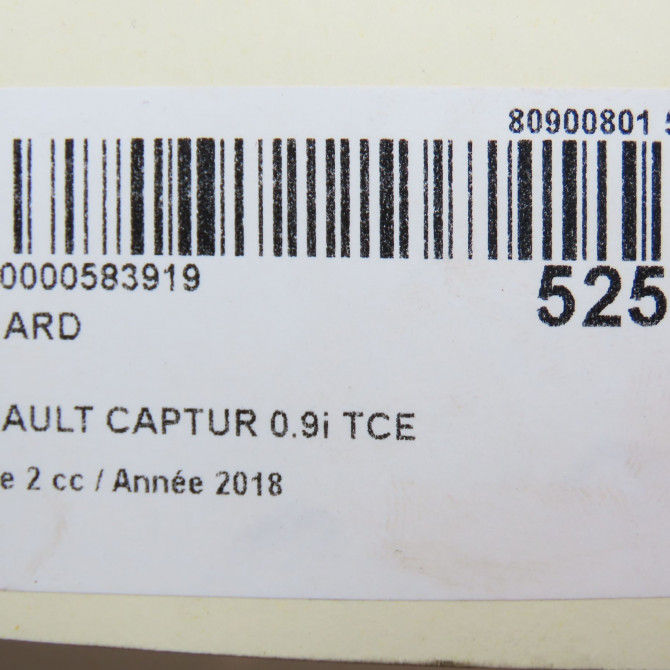 80900801 5
0000583919
525
ARD
AULT CAPTUR 0.9i TCE
e 2 cc / Année 2018